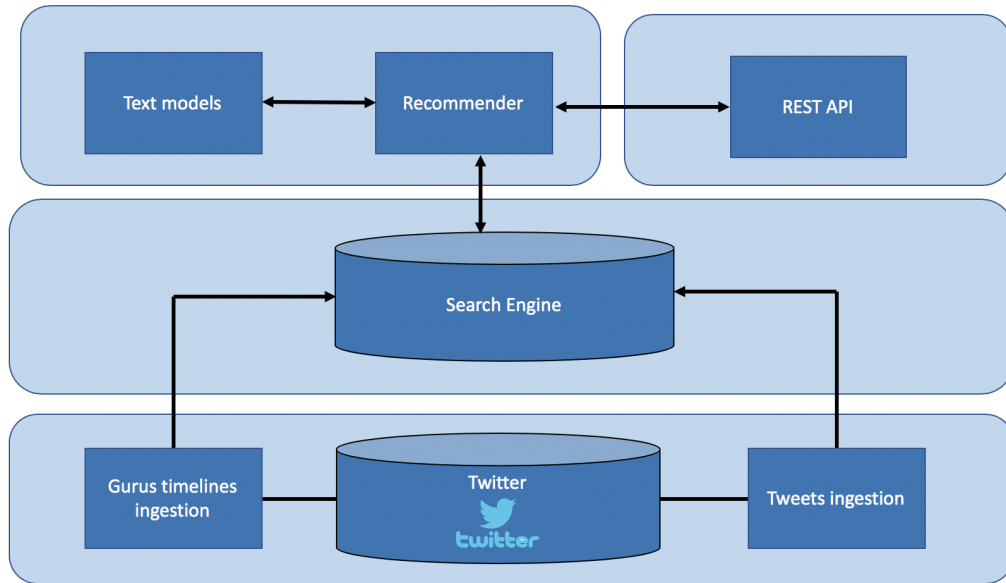 Text models
Recommender
REST API
Search Engine
Gurus timelines
ingestion
Twitter
twitter
Tweets ingestion